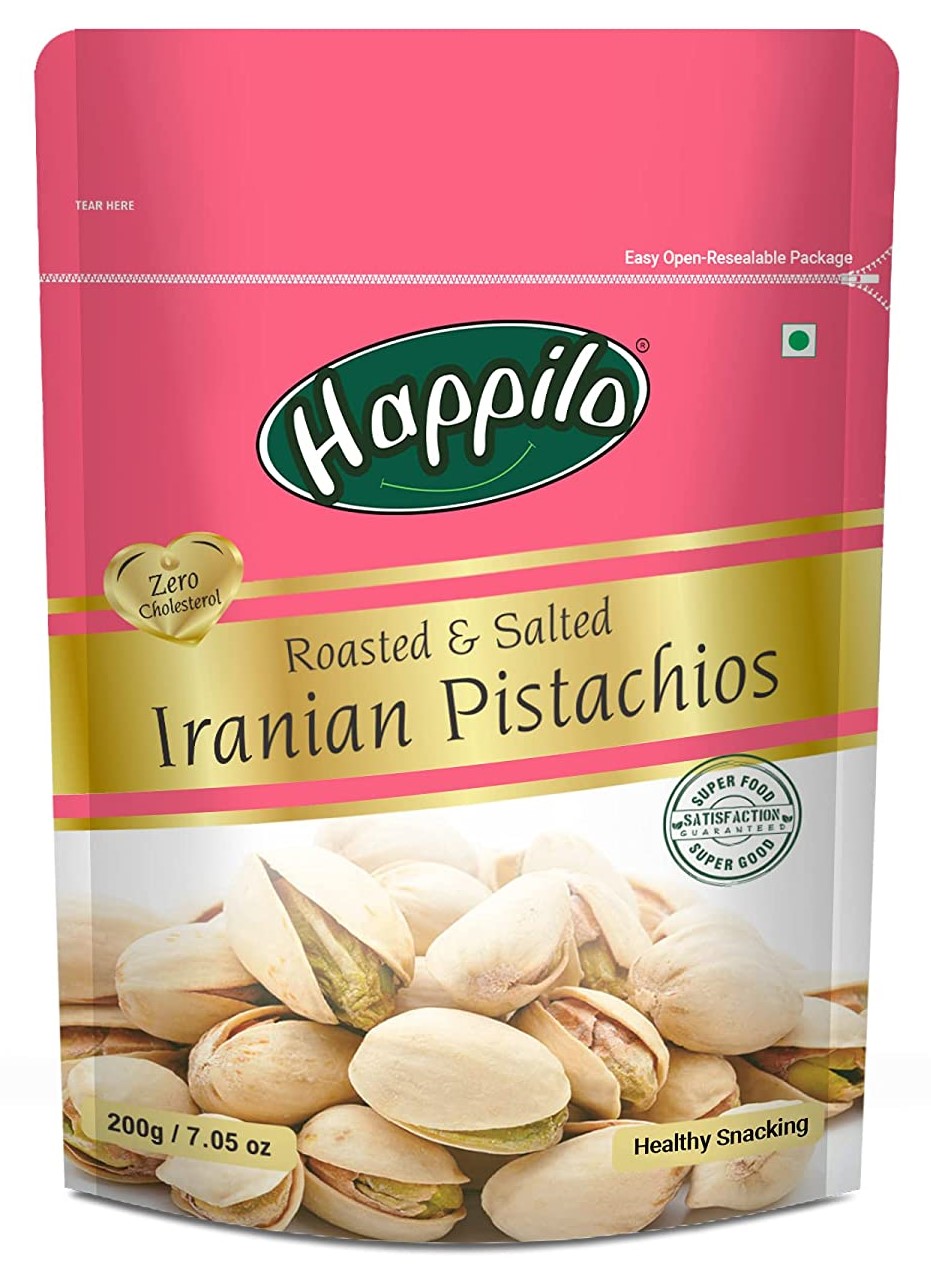 TEAR HERE
Easy Open-Resealable Package
Happilo
®
Zero
Cholesterol
Roasted & Salted
Iranian Pistachios
SUPER FOOD
SATISFACTION
GUARANTEED
SUPER GOOD
200g / 7.05 oz
Healthy Snacking